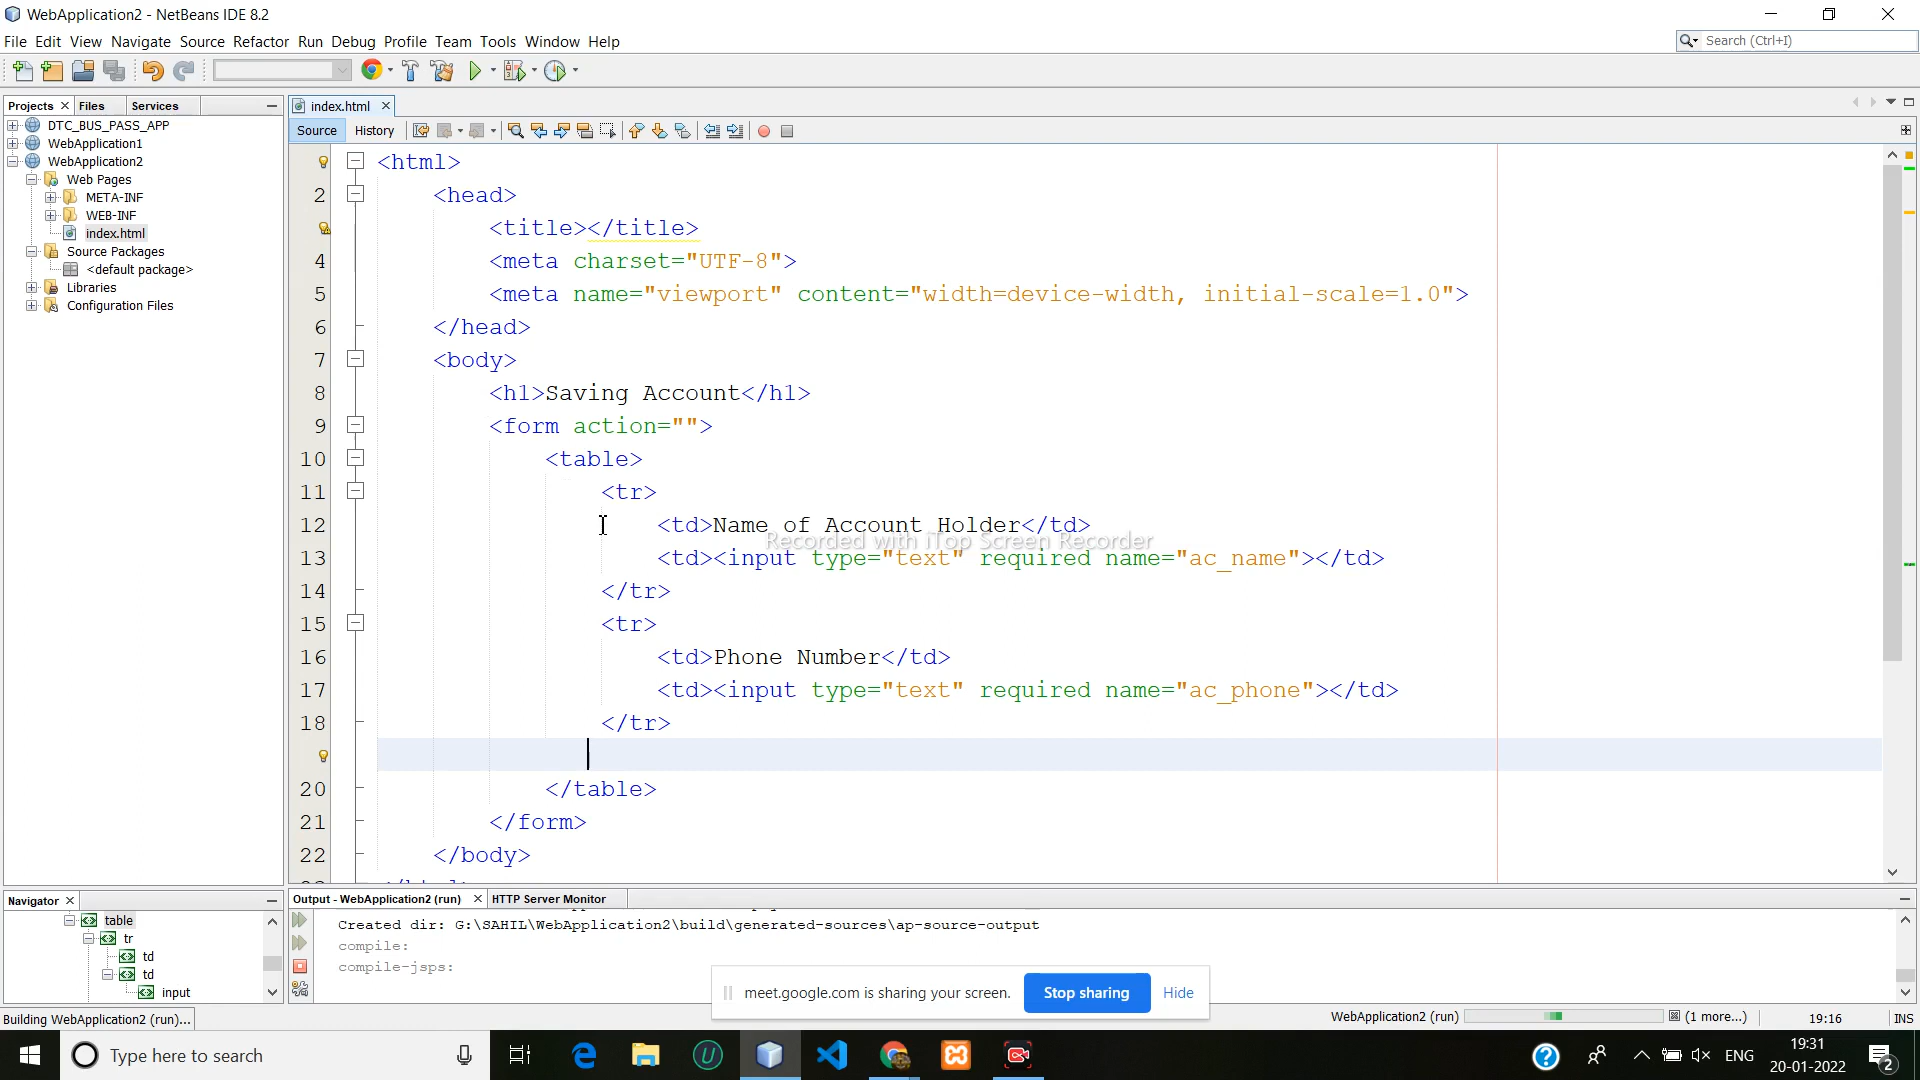 WebApplication2 - NetBeans IDE 8.2
File Edit View Navigate Source Refactor Run Debug Profile Team Tools Window Help
Search (Ctrl+I)
Projects Files Services
index.html
Source History
DTC_BUS_PASS_APP
WebApplication1
WebApplication2
Web Pages
META-INF
WEB-INF
index.html
Source Packages
<default package>
Libraries
Configuration Files
<html>
2 <head>
<title></title>
4 <meta charset="UTF-8">
5 <meta name="viewport" content="width=device-width, initial-scale=1.0">
6 </head>
7 <body>
8 <h1>Saving Account</h1>
9 <form action="">
10 <table>
11 <tr>
12 <td>Name of Account Holder</td>
Recorded with iTop Screen Recorder
13 <td><input type="text" required name="ac_name"></td>
14 </tr>
15 <tr>
16 <td>Phone Number</td>
17 <td><input type="text" required name="ac_phone"></td>
18 </tr>
20 </table>
21 </form>
22 </body>
Navigator
table
tr
td
td
input
Output - WebApplication2 (run) HTTP Server Monitor
Created dir: G:\SAHIL\WebApplication2\build\generated-sources\ap-source-output
compile:
compile-jsps:
meet.google.com is sharing your screen. Stop sharing Hide
Building WebApplication2 (run)...
WebApplication2 (run) (1 more...) 19:16 INS
Type here to search
ENG
19:31
20-01-2022
2